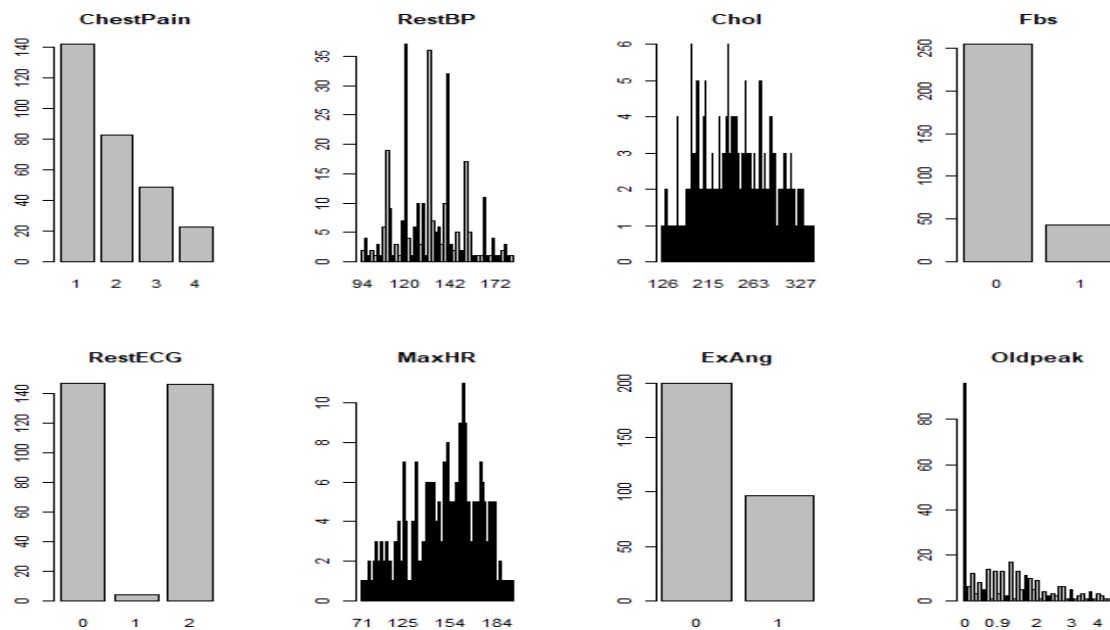 ChestPain
0 20 40 60 80 100 120 140
1 2 3 4
RestBP
0 5 10 15 20 25 30 35
94 120 142 172
Chol
0 1 2 3 4 5 6
126 215 263 327
Fbs
0 50 100 150 200 250
0 1
RestECG
0 20 40 60 80 100 120 140
0 1 2
MaxHR
0 2 4 6 8 10
71 125 154 184
ExAng
0 50 100 150 200
0 1
Oldpeak
0 20 40 60 80
0 0.9 2 3 4